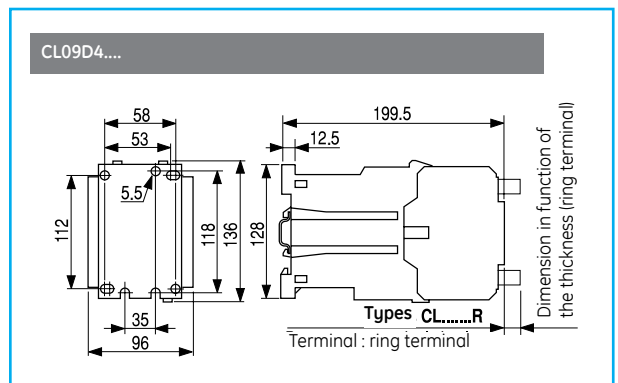 CL09D4....
58
53
5.5
112
118
136
35
96
199.5
12.5
128
Types CL.......R
Terminal : ring terminal
Dimension in function of
the thickness (ring terminal)